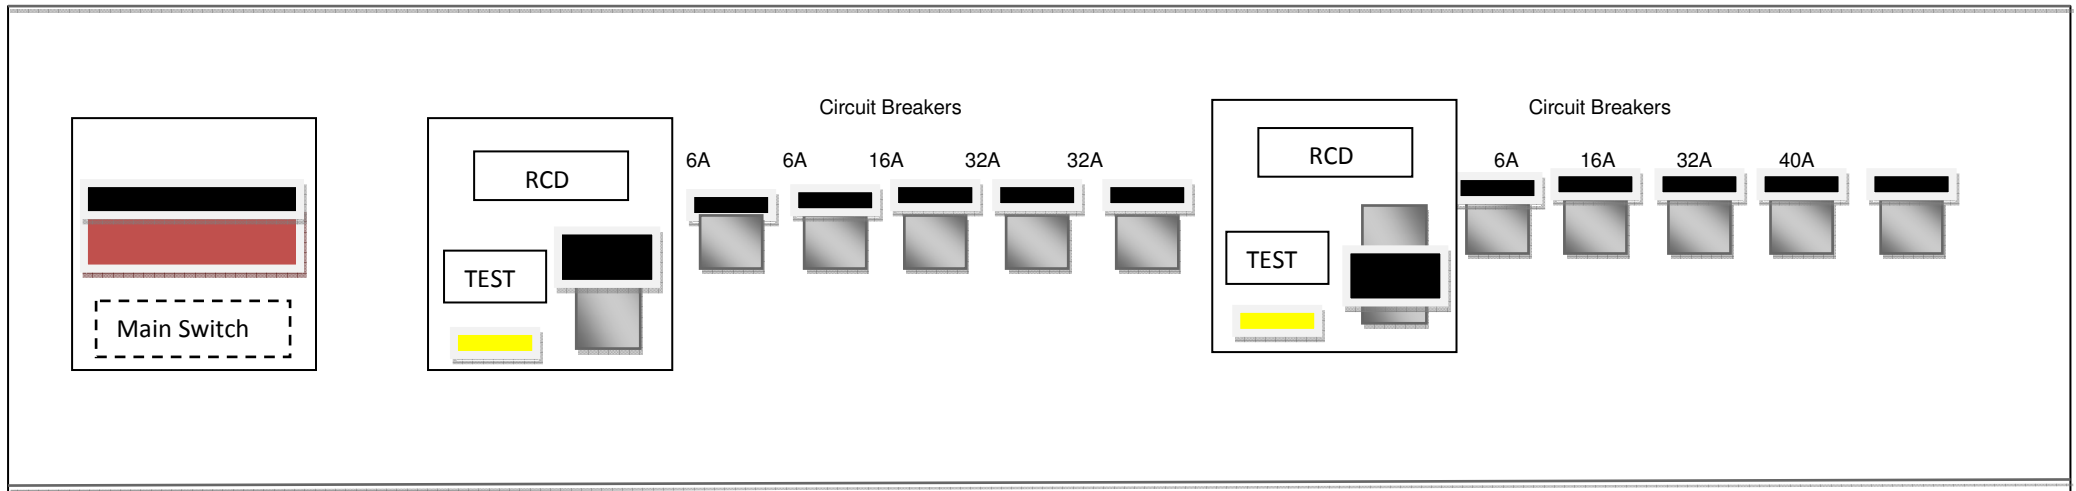 Circuit Breakers
Circuit Breakers
6A 6A 16A 32A 32A
6A 16A 32A 40A
RCD
RCD
TEST
TEST
Main Switch